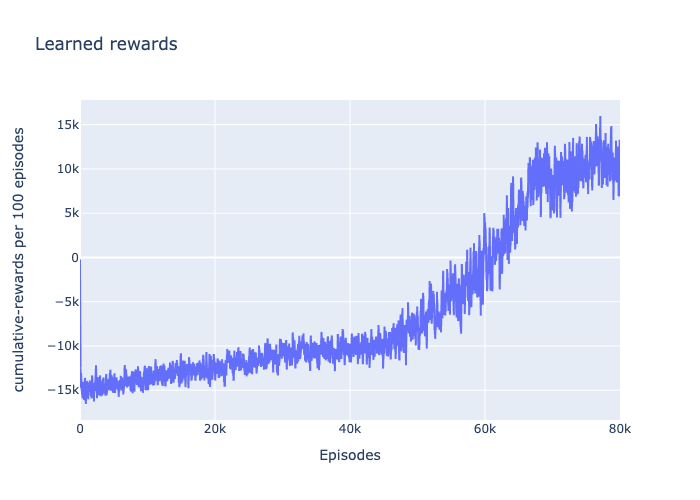 Learned rewards
cumulative-rewards per 100 episodes
15k
10k
5k
0
−5k
−10k
−15k
0 20k 40k 60k 80k
Episodes